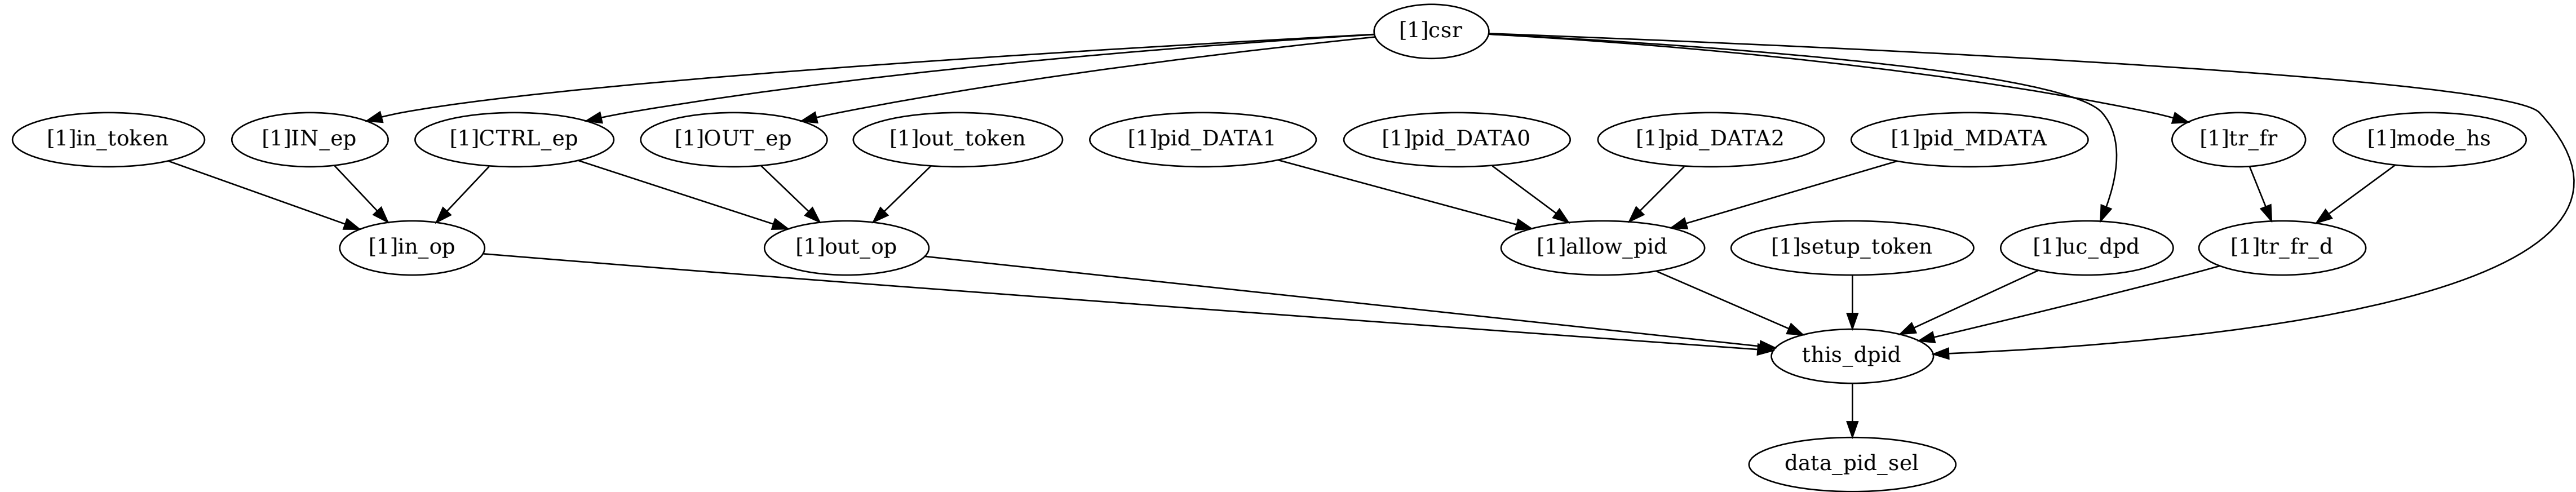 [1]csr
[1]in_token
[1]IN_ep
[1]CTRL_ep
[1]OUT_ep
[1]out_token
[1]pid_DATA1
[1]pid_DATA0
[1]pid_DATA2
[1]pid_MDATA
[1]tr_fr
[1]mode_hs
[1]in_op
[1]out_op
[1]allow_pid
[1]setup_token
[1]uc_dpd
[1]tr_fr_d
this_dpid
data_pid_sel